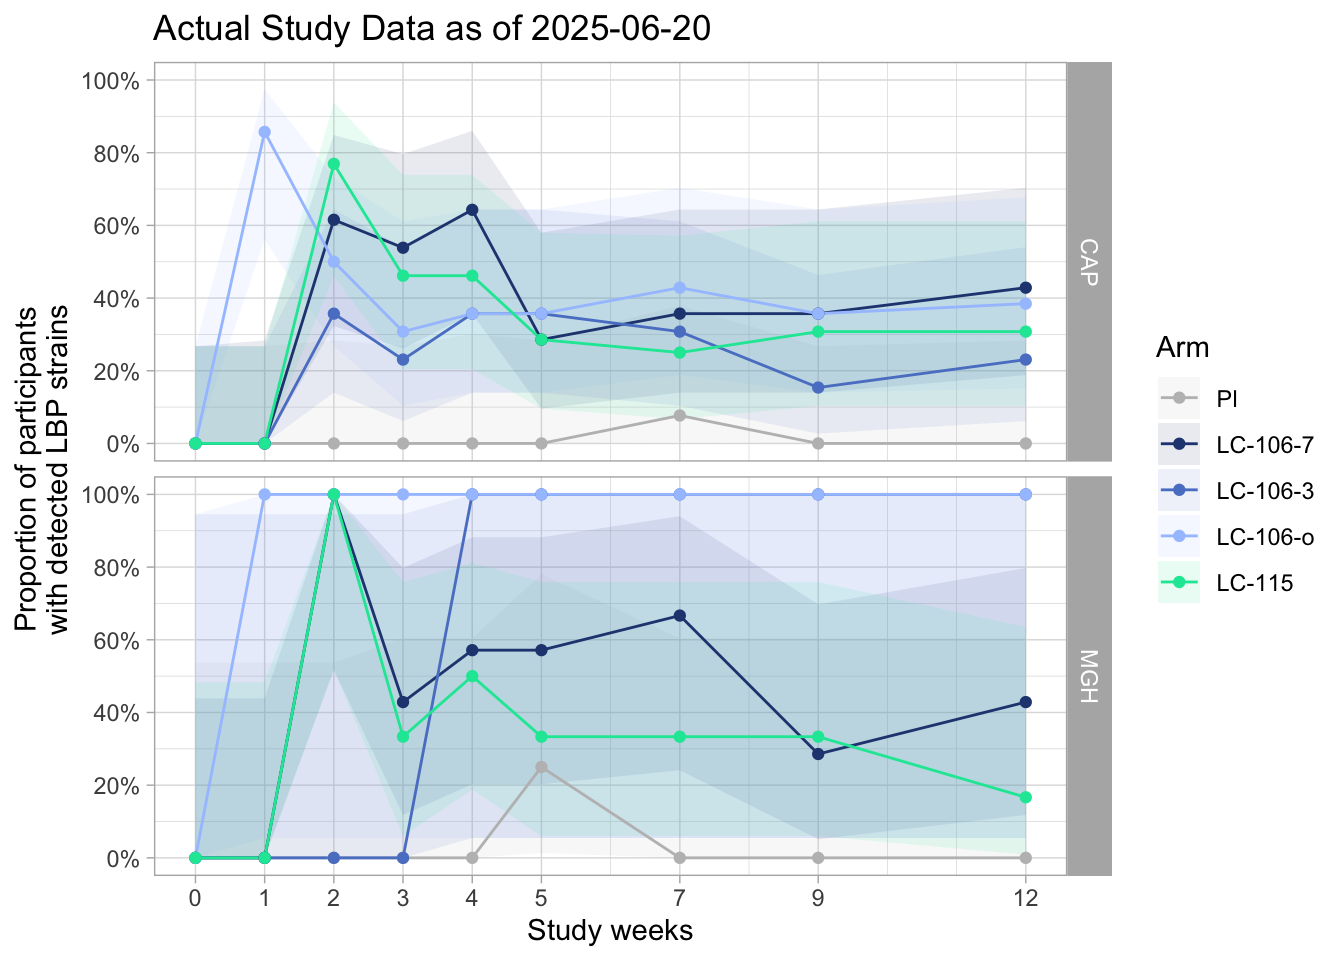 Actual Study Data as of 2025-06-20
Proportion of participants
with detected LBP strains
100%
80%
60%
40%
20%
0%
CAP
100%
80%
60%
40%
20%
0%
MGH
0 1 2 3 4 5 7 9 12
Study weeks
Arm
Pl
LC-106-7
LC-106-3
LC-106-o
LC-115